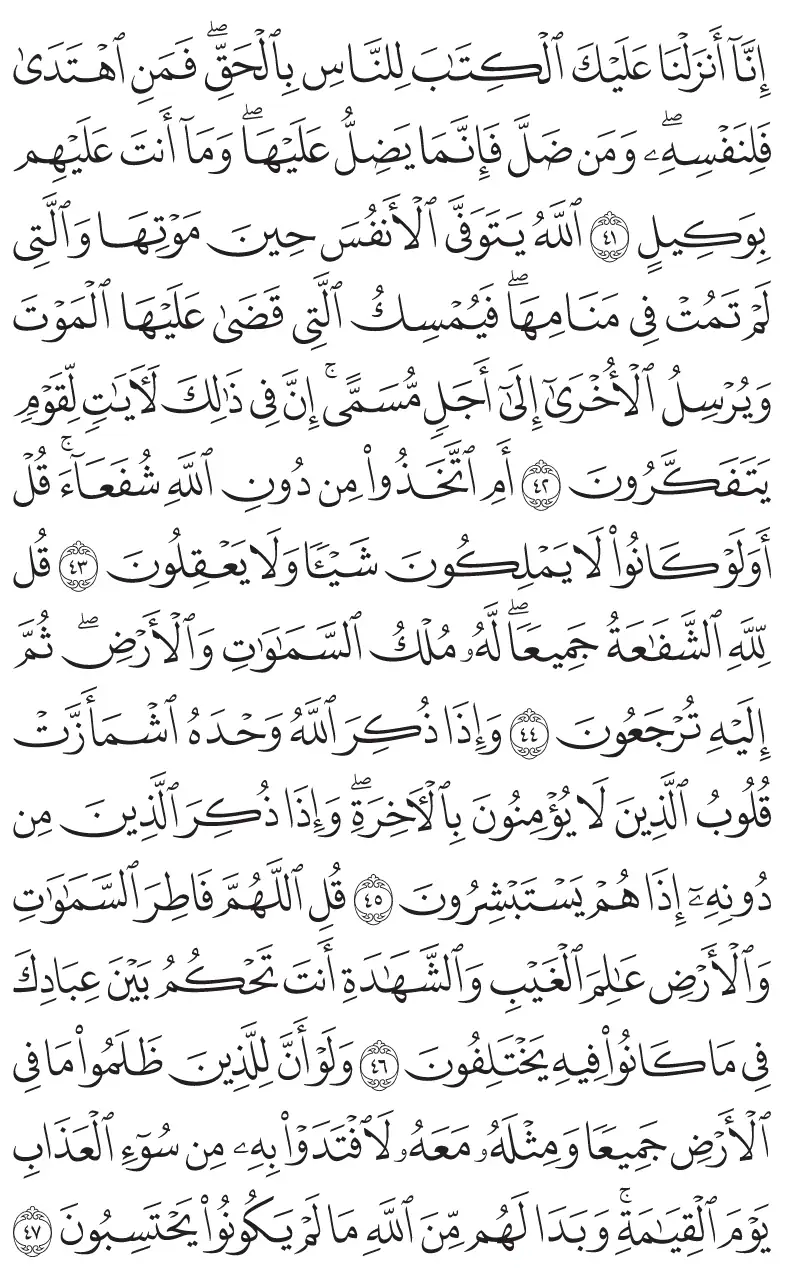 إِنَّآ أَنزَلۡنَا عَلَيۡكَ ٱلۡكِتَٰبَ لِلنَّاسِ بِٱلۡحَقِّۖ فَمَنِ ٱهۡتَدَىٰ
فَلِنَفۡسِهِۦۖ وَمَن ضَلَّ فَإِنَّمَا يَضِلُّ عَلَيۡهَاۖ وَمَآ أَنتَ عَلَيۡهِم
بِوَكِيلٍ ٤١ ٱللَّهُ يَتَوَفَّى ٱلۡأَنفُسَ حِينَ مَوۡتِهَا وَٱلَّتِي
لَمۡ تَمُتۡ فِي مَنَامِهَاۖ فَيُمۡسِكُ ٱلَّتِي قَضَىٰ عَلَيۡهَا ٱلۡمَوۡتَ
وَيُرۡسِلُ ٱلۡأُخۡرَىٰٓ إِلَىٰٓ أَجَلٖ مُّسَمًّىۚ إِنَّ فِي ذَٰلِكَ لَأٓيَٰتٖ لِّقَوۡمٖ
يَتَفَكَّرُونَ ٤٢ أَمِ ٱتَّخَذُواْ مِن دُونِ ٱللَّهِ شُفَعَآءَۚ قُلۡ
أَوَلَوۡ كَانُواْ لَا يَمۡلِكُونَ شَيۡـٔٗا وَلَا يَعۡقِلُونَ ٤٣ قُل
لِّلَّهِ ٱلشَّفَٰعَةُ جَمِيعٗاۖ لَّهُۥ مُلۡكُ ٱلسَّمَٰوَٰتِ وَٱلۡأَرۡضِۖ ثُمَّ
إِلَيۡهِ تُرۡجَعُونَ ٤٤ وَإِذَا ذُكِرَ ٱللَّهُ وَحۡدَهُ ٱشۡمَأَزَّتۡ
قُلُوبُ ٱلَّذِينَ لَا يُؤۡمِنُونَ بِٱلۡأٓخِرَةِۖ وَإِذَا ذُكِرَ ٱلَّذِينَ مِن
دُونِهِۦٓ إِذَا هُمۡ يَسۡتَبۡشِرُونَ ٤٥ قُلِ ٱللَّهُمَّ فَاطِرَ ٱلسَّمَٰوَٰتِ
وَٱلۡأَرۡضِ عَٰلِمَ ٱلۡغَيۡبِ وَٱلشَّهَٰدَةِ أَنتَ تَحۡكُمُ بَيۡنَ عِبَادِكَ
فِي مَا كَانُواْ فِيهِ يَخۡتَلِفُونَ ٤٦ وَلَوۡ أَنَّ لِلَّذِينَ ظَلَمُواْ مَا فِي
ٱلۡأَرۡضِ جَمِيعٗا وَمِثۡلَهُۥ مَعَهُۥ لَٱفۡتَدَوۡاْ بِهِۦ مِن سُوٓءِ ٱلۡعَذَابِ
يَوۡمَ ٱلۡقِيَٰمَةِۚ وَبَدَا لَهُم مِّنَ ٱللَّهِ مَا لَمۡ يَكُونُواْ يَحۡتَسِبُونَ ٤٧